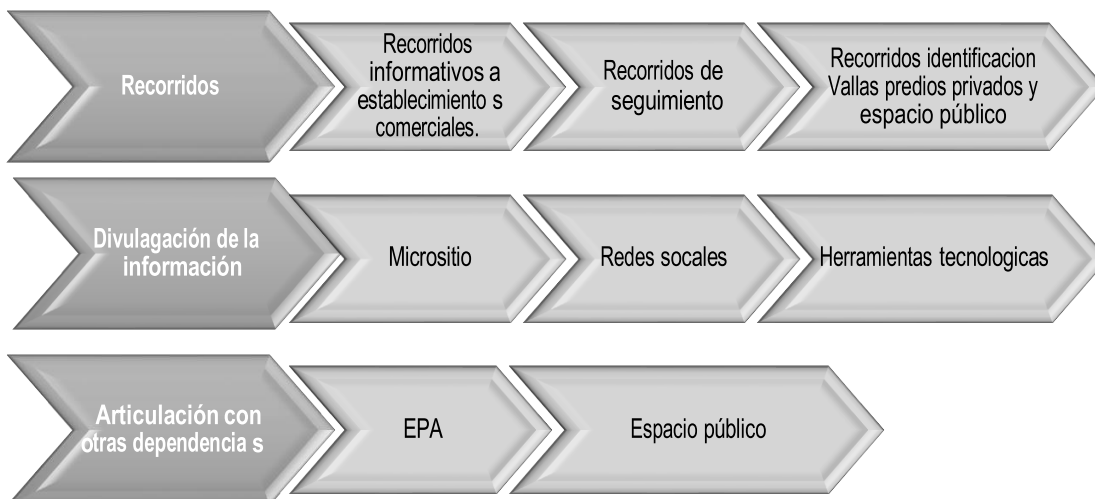 Recorridos
Recorridos
informativos a
establecimiento s
comerciales.
Recorridos de
seguimiento
Recorridos identificacion
Vallas predios privados y
espacio público
Divulagación de la
información
Micrositio
Redes socales
Herramientas tecnologicas
Articulación con
otras dependencia s
EPA
Espacio público